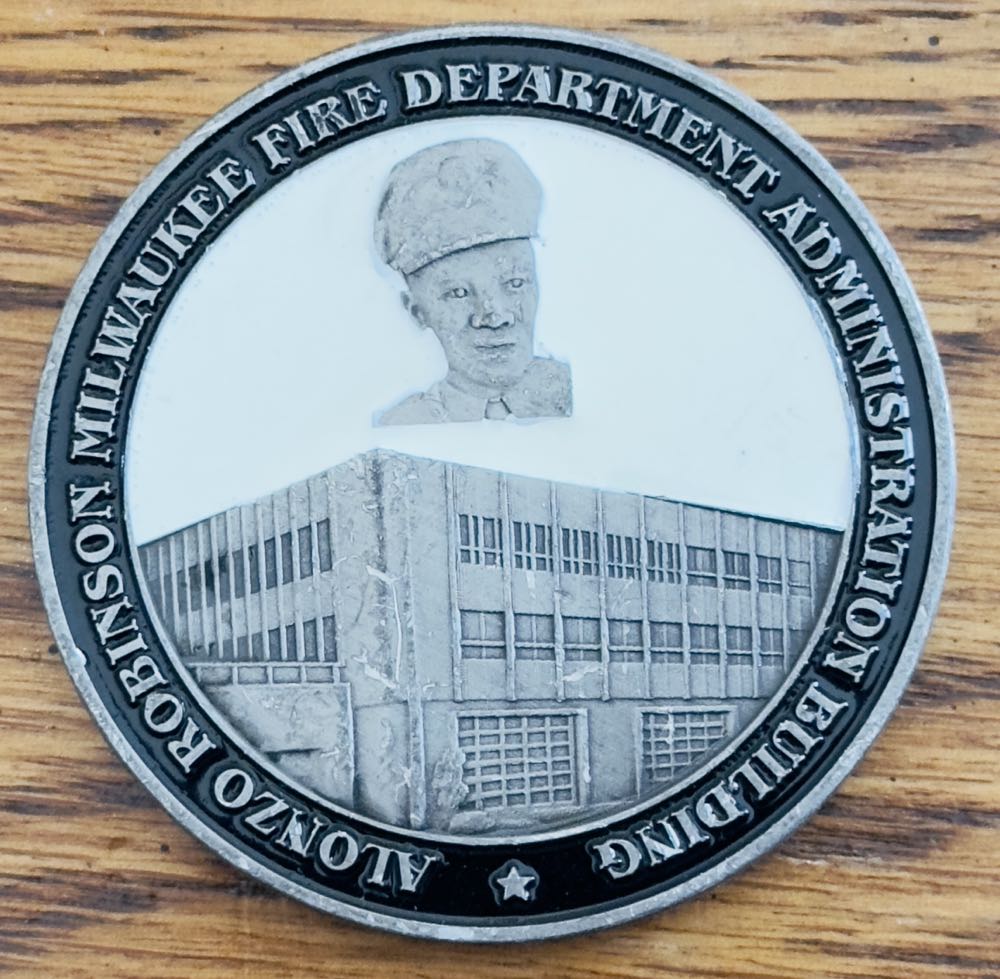 ALONZO ROBINSON MILWAUKEE FIRE DEPARTMENT ADMINISTRATION BUILDING